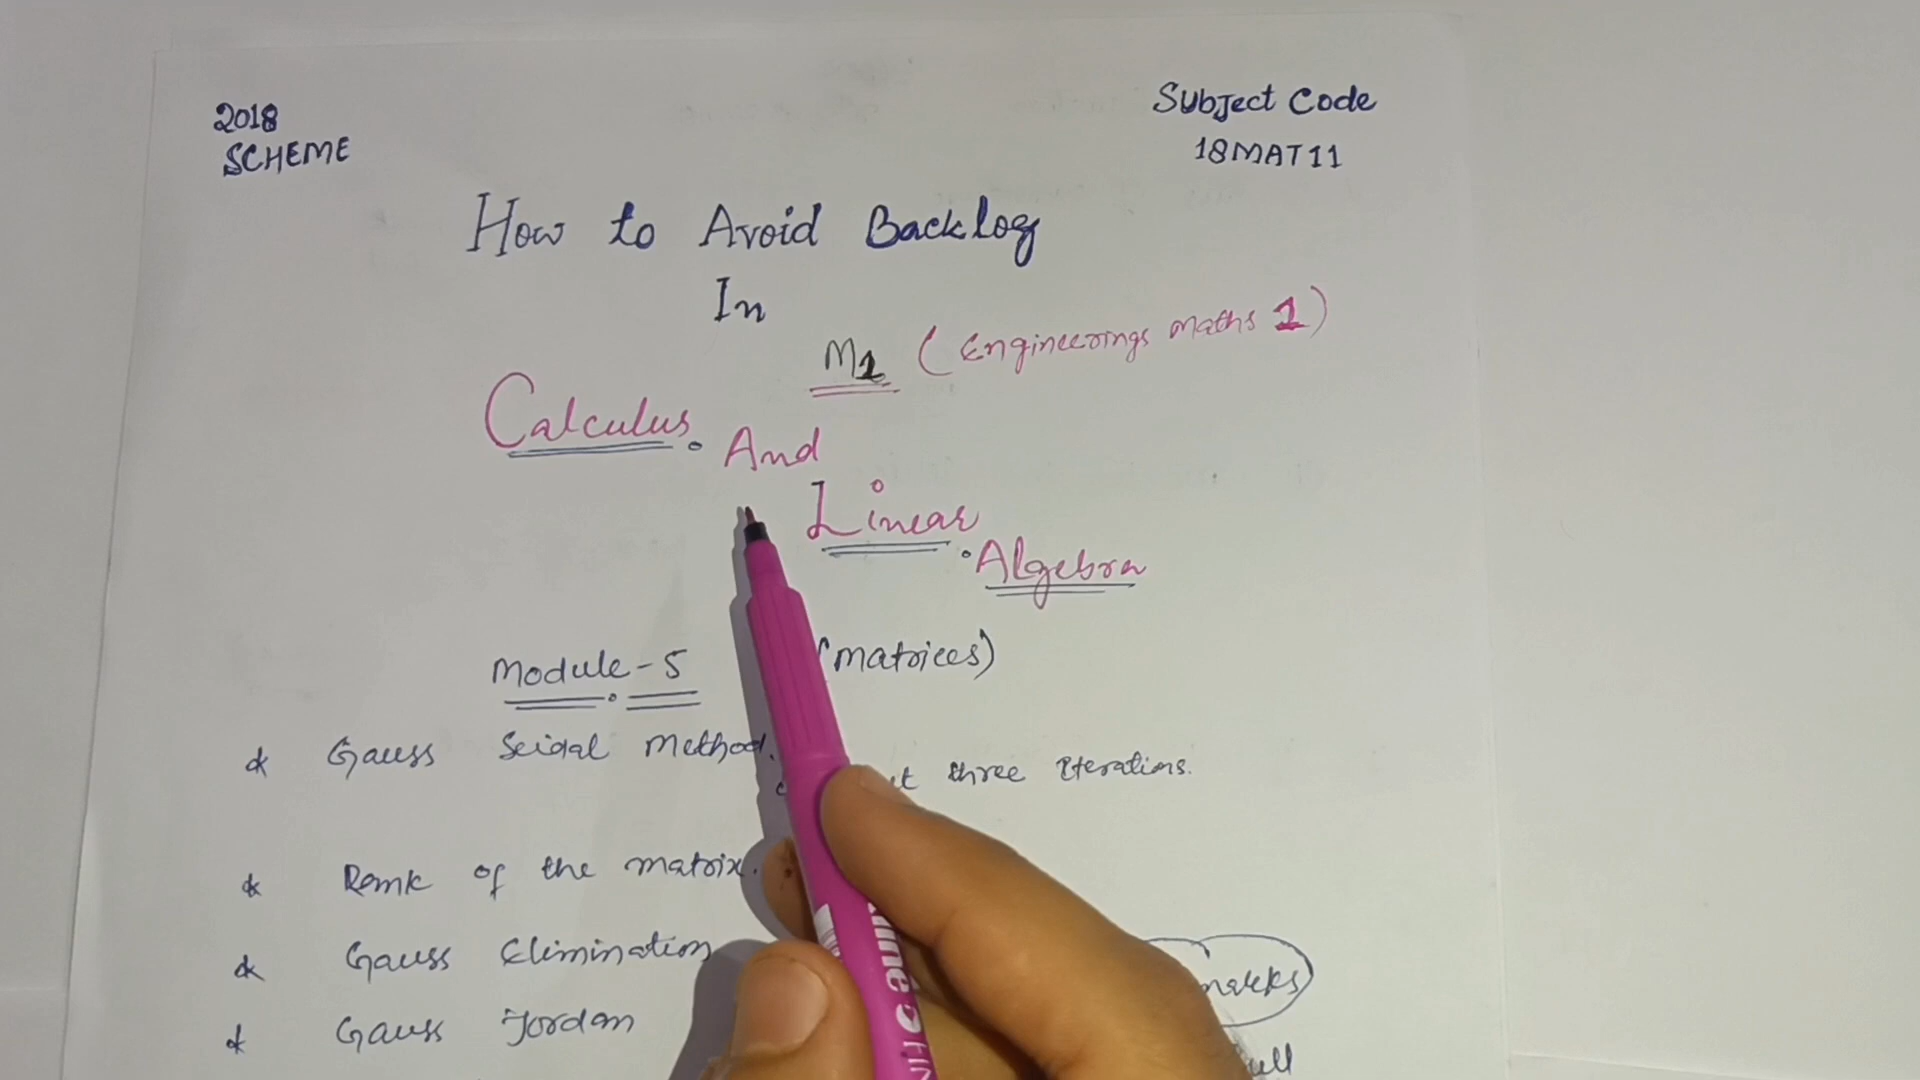 2018
SCHEME
Subject Code
18MAT11
How to Avoid Backlog
In
M1 (Engineerings Maths 1)
Calculus And
Linear
Algebra
Module-5 (Matrices)
Gauss Seidal Method.
three Iterations.
Rank of the matrix.
Gauss Elimination
marks
Gauss Jordan